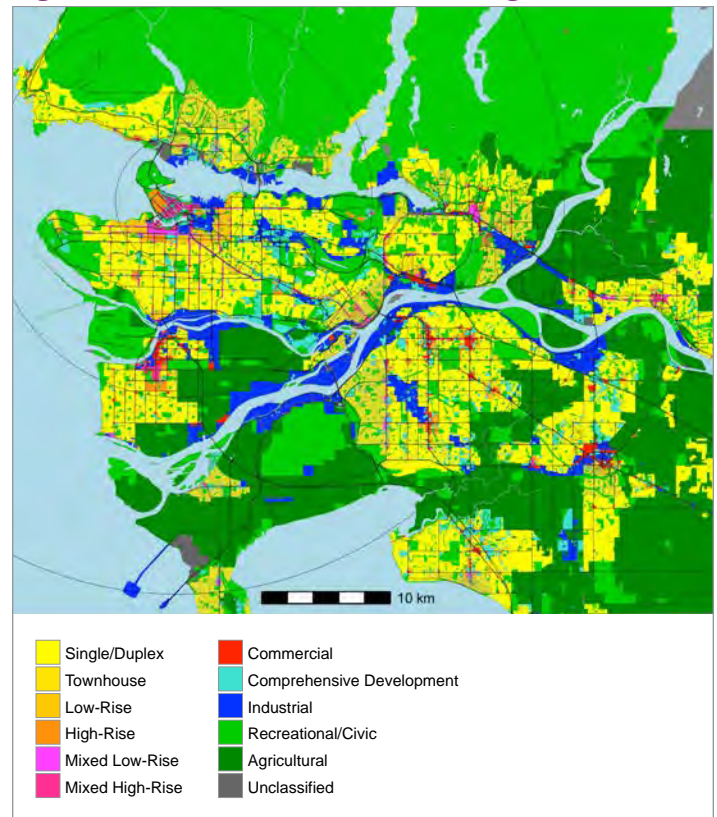 10 km
Single/Duplex
Townhouse
Low-Rise
High-Rise
Mixed Low-Rise
Mixed High-Rise
Commercial
Comprehensive Development
Industrial
Recreational/Civic
Agricultural
Unclassified